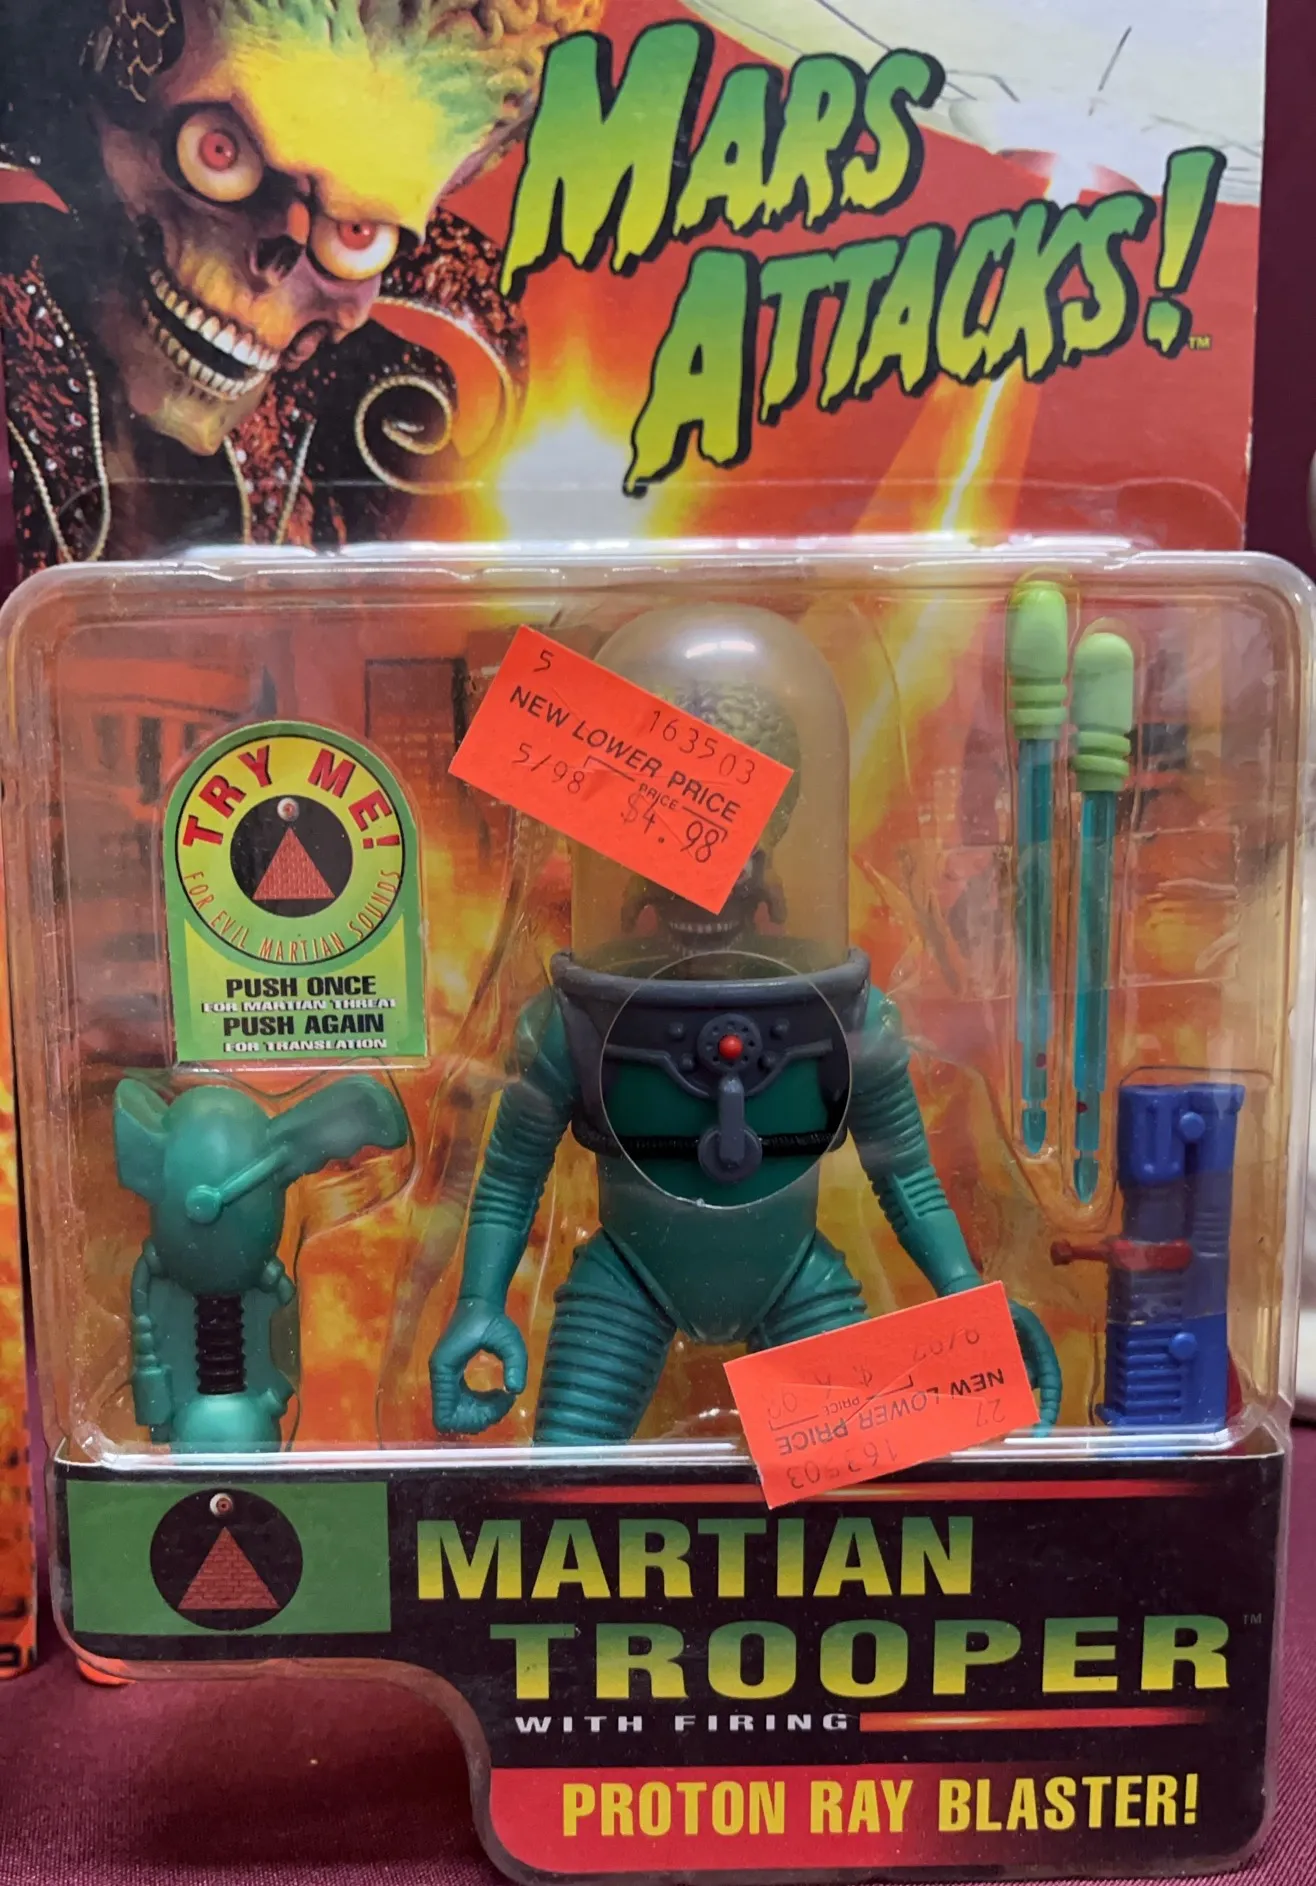 MARS
ATTACKS!™
5
163503
NEW LOWER PRICE
5/98
PRICE
$4.98
TRY ME!
FOR EVIL MARTIAN SOUNDS
PUSH ONCE
FOR MARTIAN THREAT
PUSH AGAIN
FOR TRANSLATION
27
NEW LOWER PRICE
PRICE
MARTIAN
TROOPER™
WITH FIRING
PROTON RAY BLASTER!